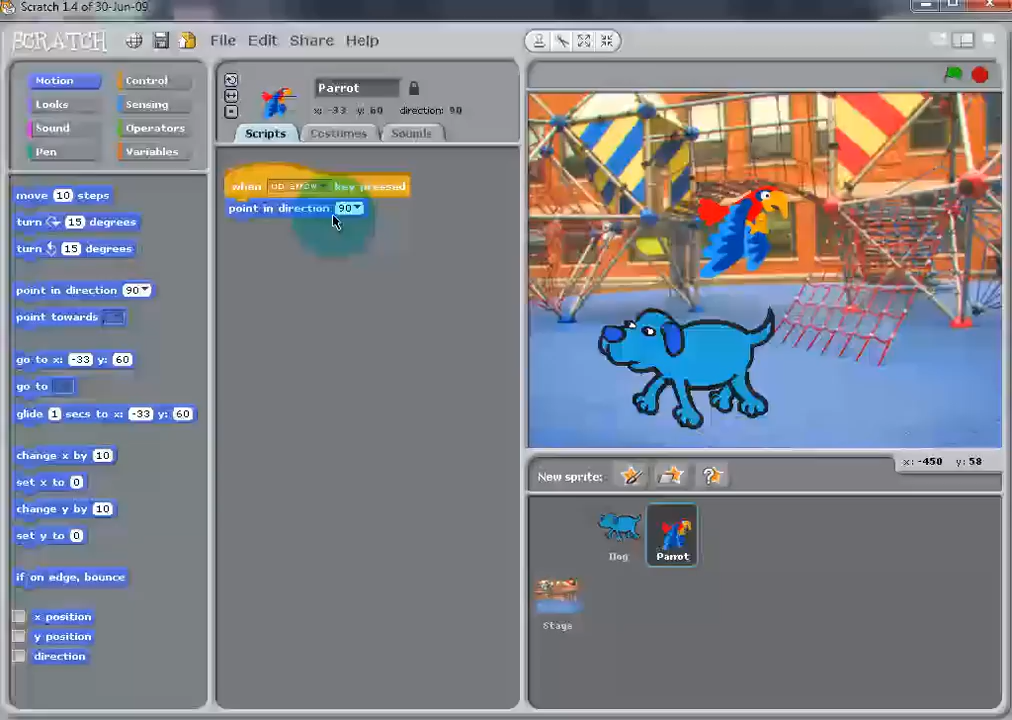 Scratch 1.4 of 30-Jun-09
SCRATCH File Edit Share Help
Motion Control
Looks Sensing
Sound Operators
Pen Variables
move 10 steps
turn 15 degrees
turn 15 degrees
point in direction 90
point towards
go to x: -33 y: 60
go to
glide 1 secs to x: -33 y: 60
change x by 10
set x to 0
change y by 10
set y to 0
if on edge, bounce
x position
y position
direction
Parrot
x: -33 y: 60 direction: 90
Scripts Costumes Sounds
when up arrow key pressed
point in direction 90
x: -450 y: 58
New sprite:
Dog Parrot
Stage